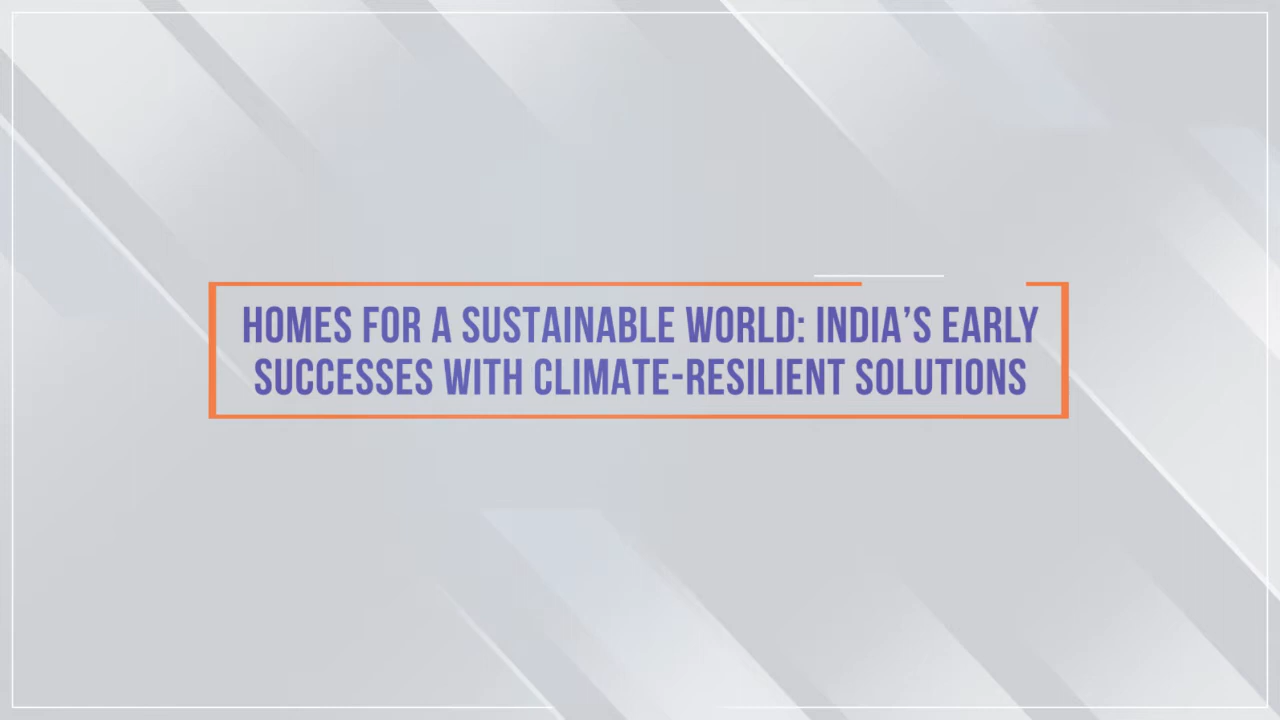 HOMES FOR A SUSTAINABLE WORLD: INDIA’S EARLY
SUCCESSES WITH CLIMATE-RESILIENT SOLUTIONS